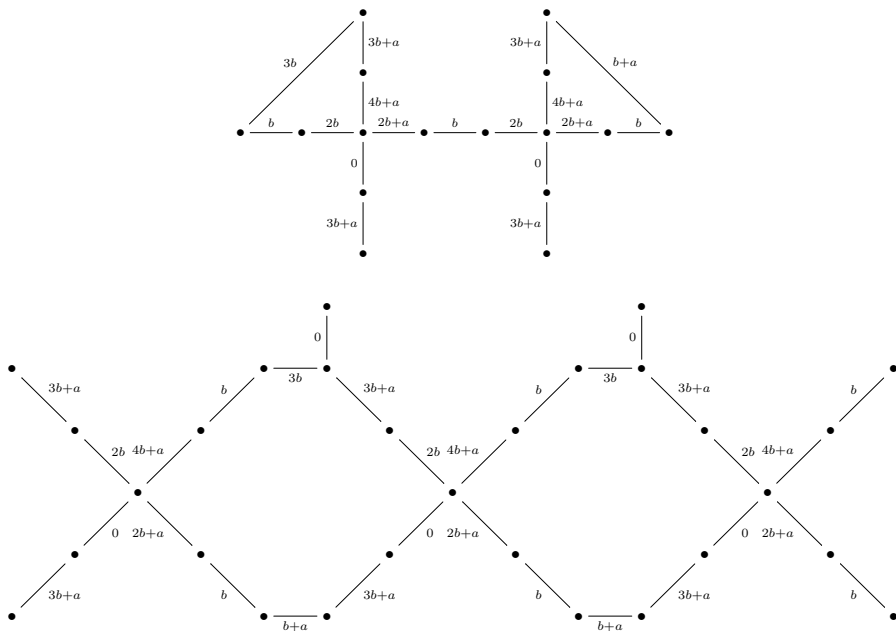 3b+a 3b+a
3b b+a
4b+a 4b+a
b 2b 2b+a b 2b 2b+a b
0 0
3b+a 3b+a
0 0
3b 3b
3b+a b 3b+a b 3b+a b
2b 4b+a 2b 4b+a 2b 4b+a
0 2b+a 0 2b+a 0 2b+a
3b+a b 3b+a b 3b+a b
b+a b+a